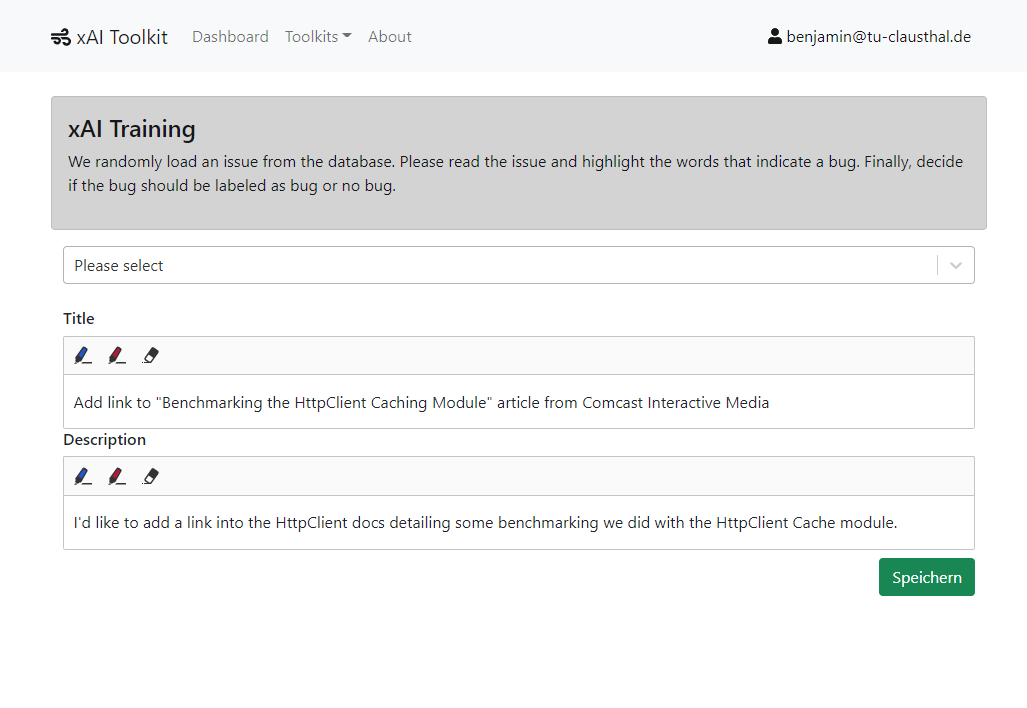 xAI Toolkit Dashboard Toolkits About benjamin@tu-clausthal.de
xAI Training
We randomly load an issue from the database. Please read the issue and highlight the words that indicate a bug. Finally, decide
if the bug should be labeled as bug or no bug.
Please select
Title
Add link to "Benchmarking the HttpClient Caching Module" article from Comcast Interactive Media
Description
I'd like to add a link into the HttpClient docs detailing some benchmarking we did with the HttpClient Cache module.
Speichern